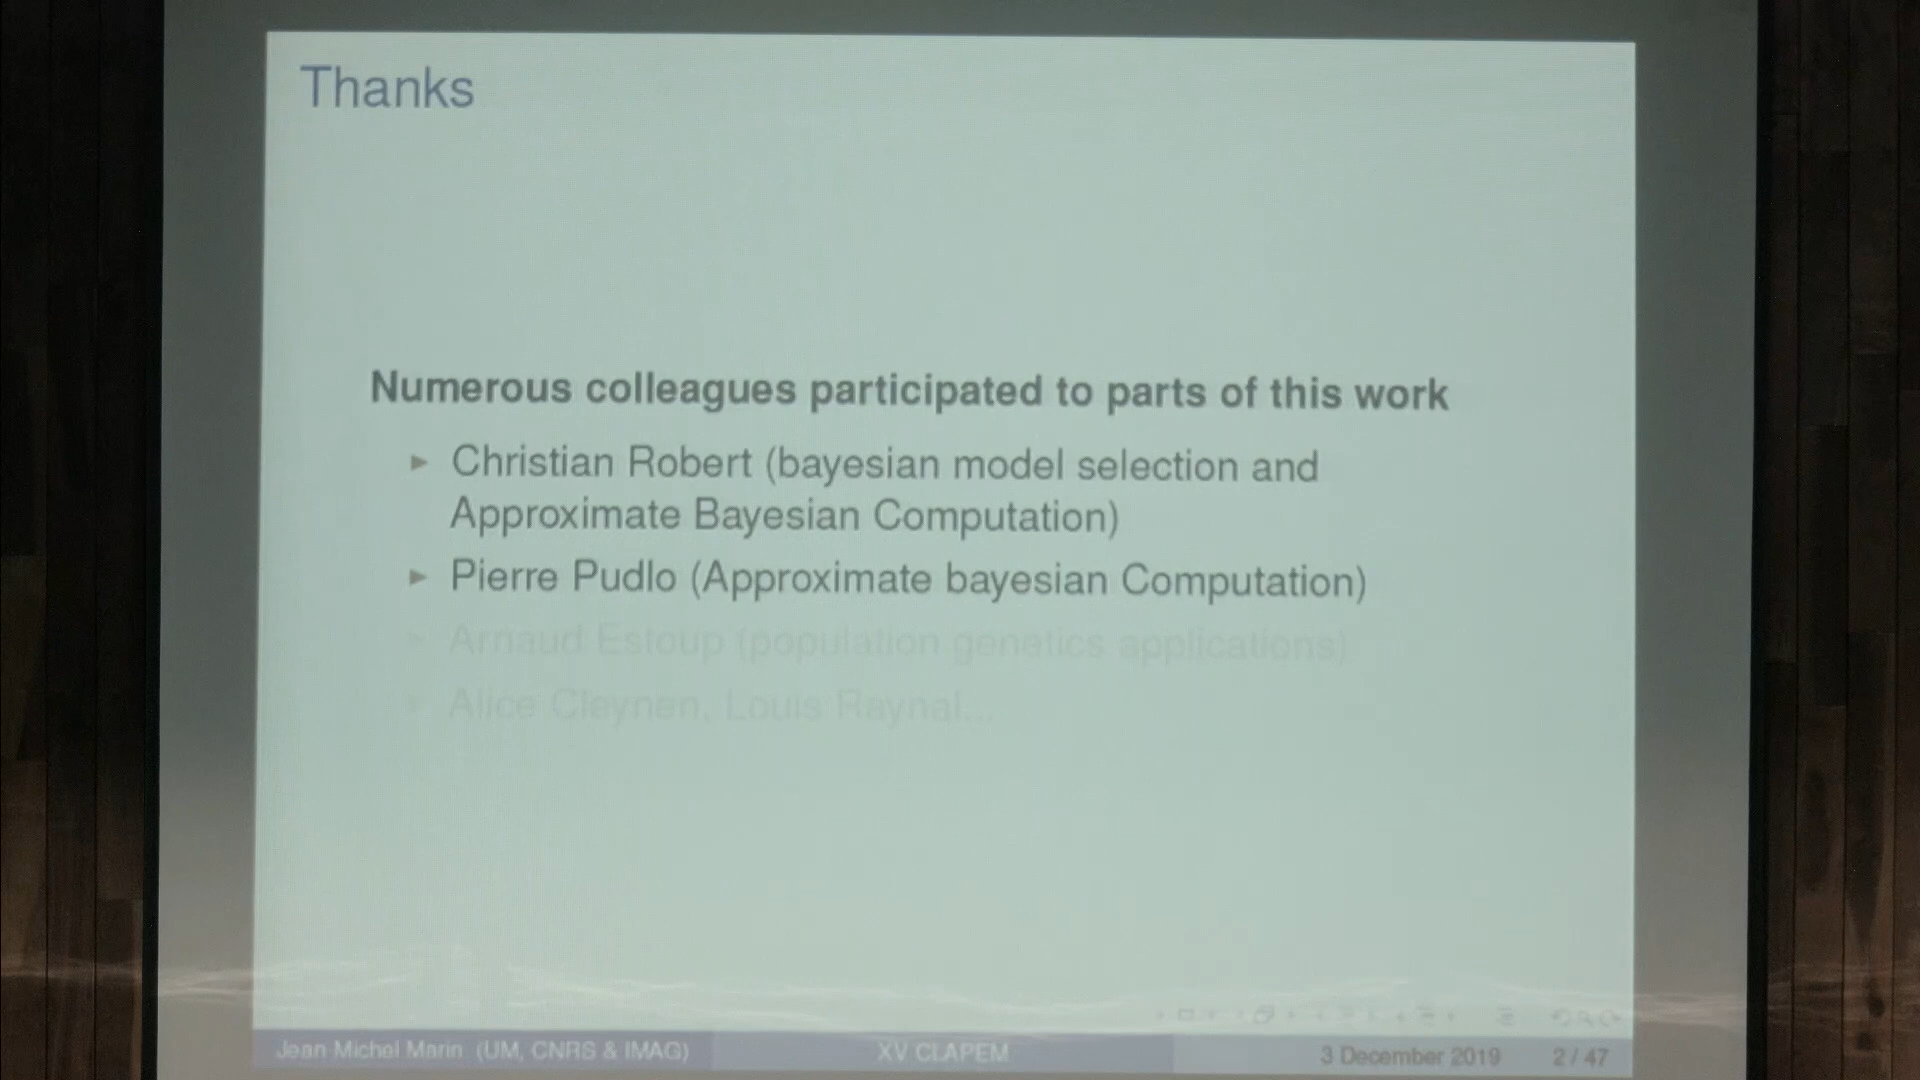 Thanks
Numerous colleagues participated to parts of this work
Christian Robert (bayesian model selection and
Approximate Bayesian Computation)
Pierre Pudlo (Approximate bayesian Computation)
Arnaud Estoup (population genetics applications)
Alice Cleynen, Louis Raynal...
Jean Michel Marin (UM, CNRS & IMAG) XV CLAPEM 3 December 2019 2 / 47